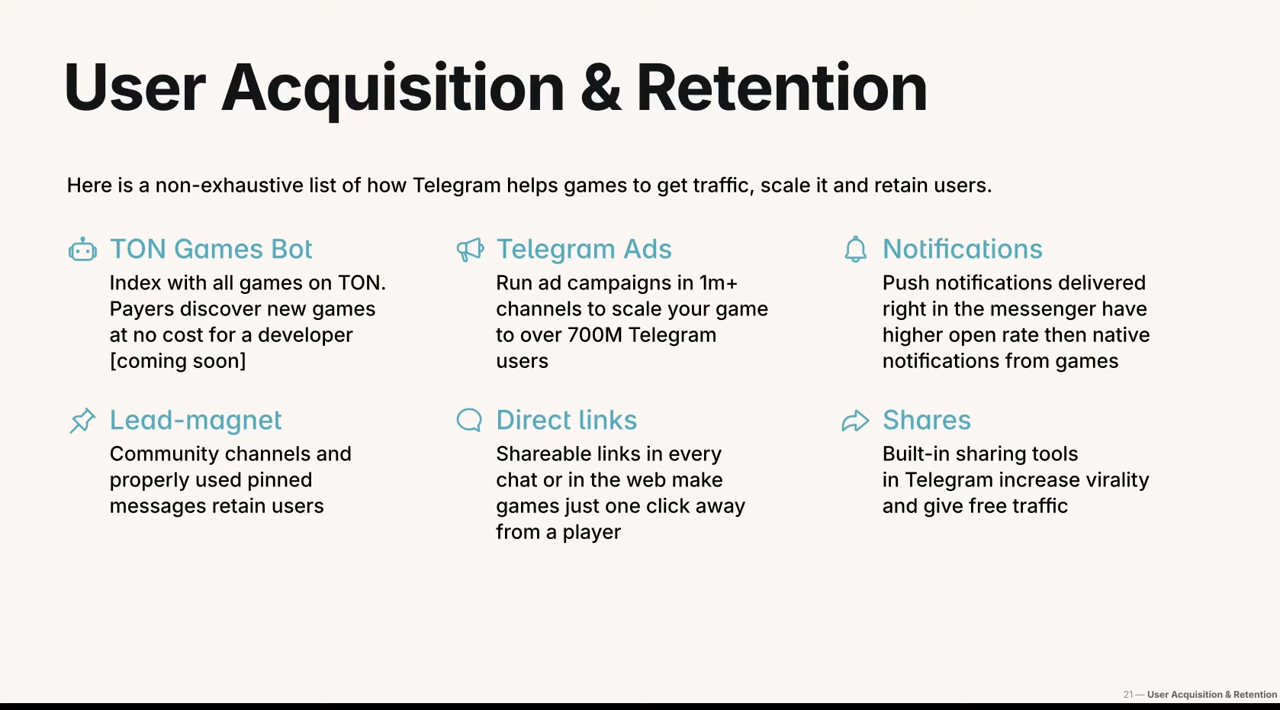 User Acquisition & Retention
Here is a non-exhaustive list of how Telegram helps games to get traffic, scale it and retain users.
TON Games Bot
Index with all games on TON.
Payers discover new games
at no cost for a developer
[coming soon]
Telegram Ads
Run ad campaigns in 1m+
channels to scale your game
to over 700M Telegram
users
Notifications
Push notifications delivered
right in the messenger have
higher open rate then native
notifications from games
Lead-magnet
Community channels and
properly used pinned
messages retain users
Direct links
Shareable links in every
chat or in the web make
games just one click away
from a player
Shares
Built-in sharing tools
in Telegram increase virality
and give free traffic
21 — User Acquisition & Retention